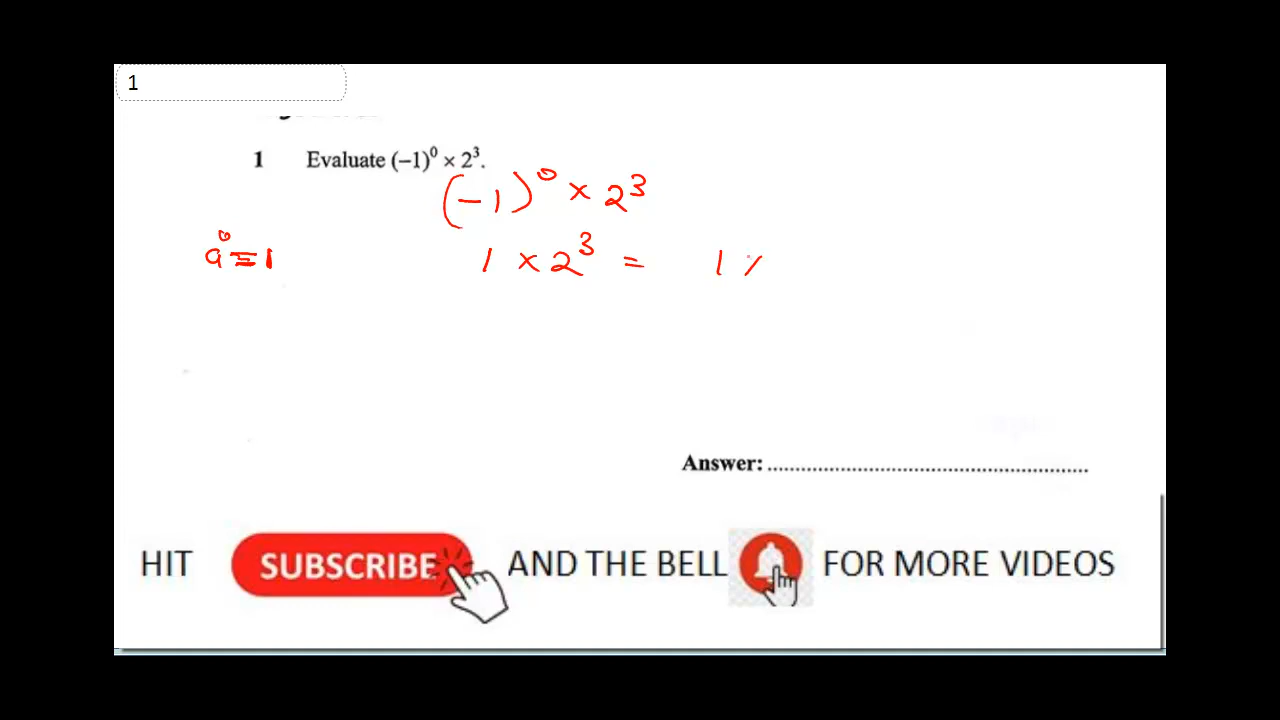 1
1 Evaluate (−1)⁰ × 2³.
(−1)⁰ × 2³
a⁰ = 1 1 × 2³ = 1 ×
Answer: ......................................................
HIT SUBSCRIBE AND THE BELL FOR MORE VIDEOS